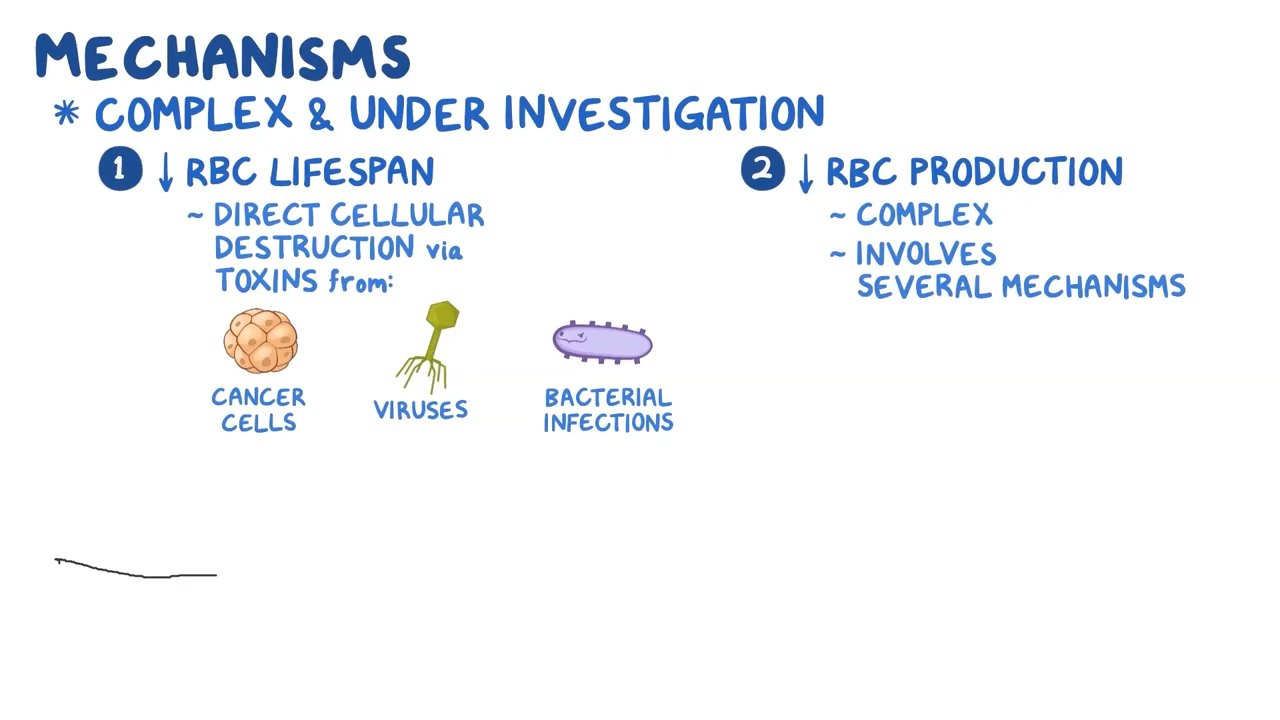 MECHANISMS
* COMPLEX & UNDER INVESTIGATION
1 ↓ RBC LIFESPAN
~ DIRECT CELLULAR
DESTRUCTION via
TOXINS from:
CANCER
CELLS
VIRUSES
BACTERIAL
INFECTIONS
2 ↓ RBC PRODUCTION
~ COMPLEX
~ INVOLVES
SEVERAL MECHANISMS